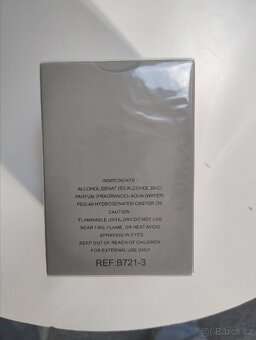 INGREDIENTS:
ALCOHOL DENAT (SD ALCOHOL 39-C)
PARFUM (FRAGRANCE)- AQUA (WATER)
PEG-40 HYDROGENATED CASTOR OIL
CAUTION:
FLAMMABLE UNTIL DRY DO NOT USE
NEAR FIRE, FLAME, OR HEAT AVOID
SPRAYING IN EYES.
KEEP OUT OF REACH OF CHILDREN.
FOR EXTERNAL USE ONLY
REF:B721-3